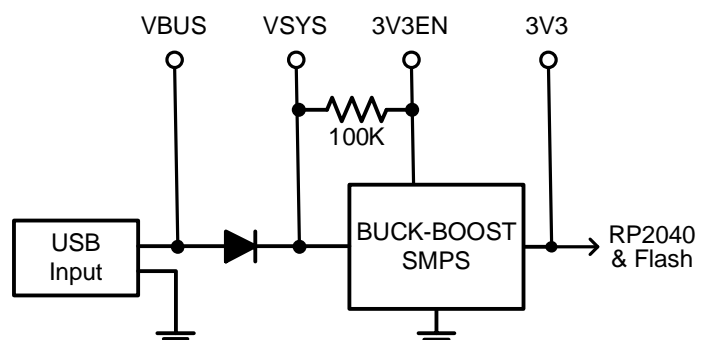 VBUS
VSYS
3V3EN
3V3
100K
USB
Input
BUCK-BOOST
SMPS
RP2040
& Flash